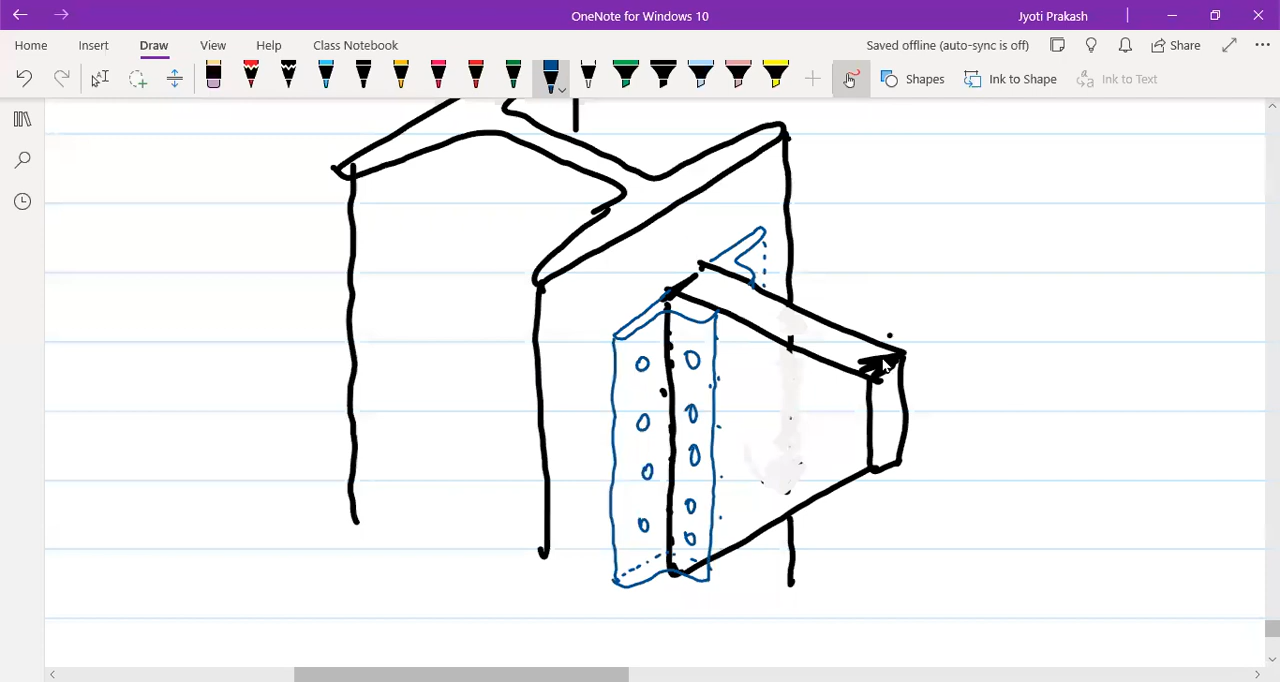 OneNote for Windows 10
Jyoti Prakash
Home Insert Draw View Help Class Notebook
Saved offline (auto-sync is off) Share
Shapes Ink to Shape Ink to Text